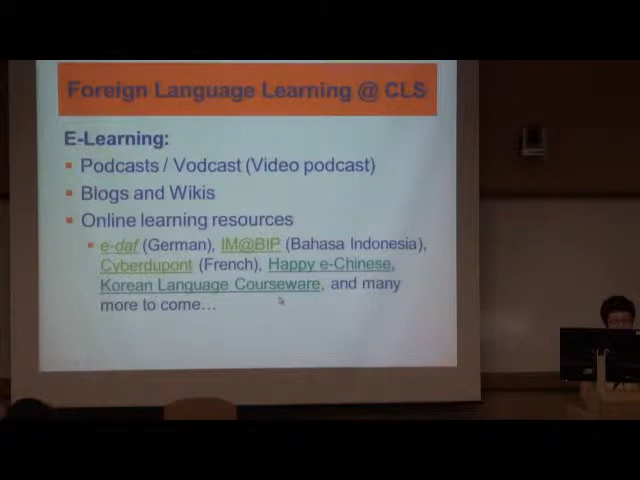 Foreign Language Learning @ CLS
E-Learning:
▪ Podcasts / Vodcast (Video podcast)
▪ Blogs and Wikis
▪ Online learning resources
▪ e-daf (German), IM@BIP (Bahasa Indonesia),
Cyberdupont (French), Happy e-Chinese,
Korean Language Courseware, and many
more to come…